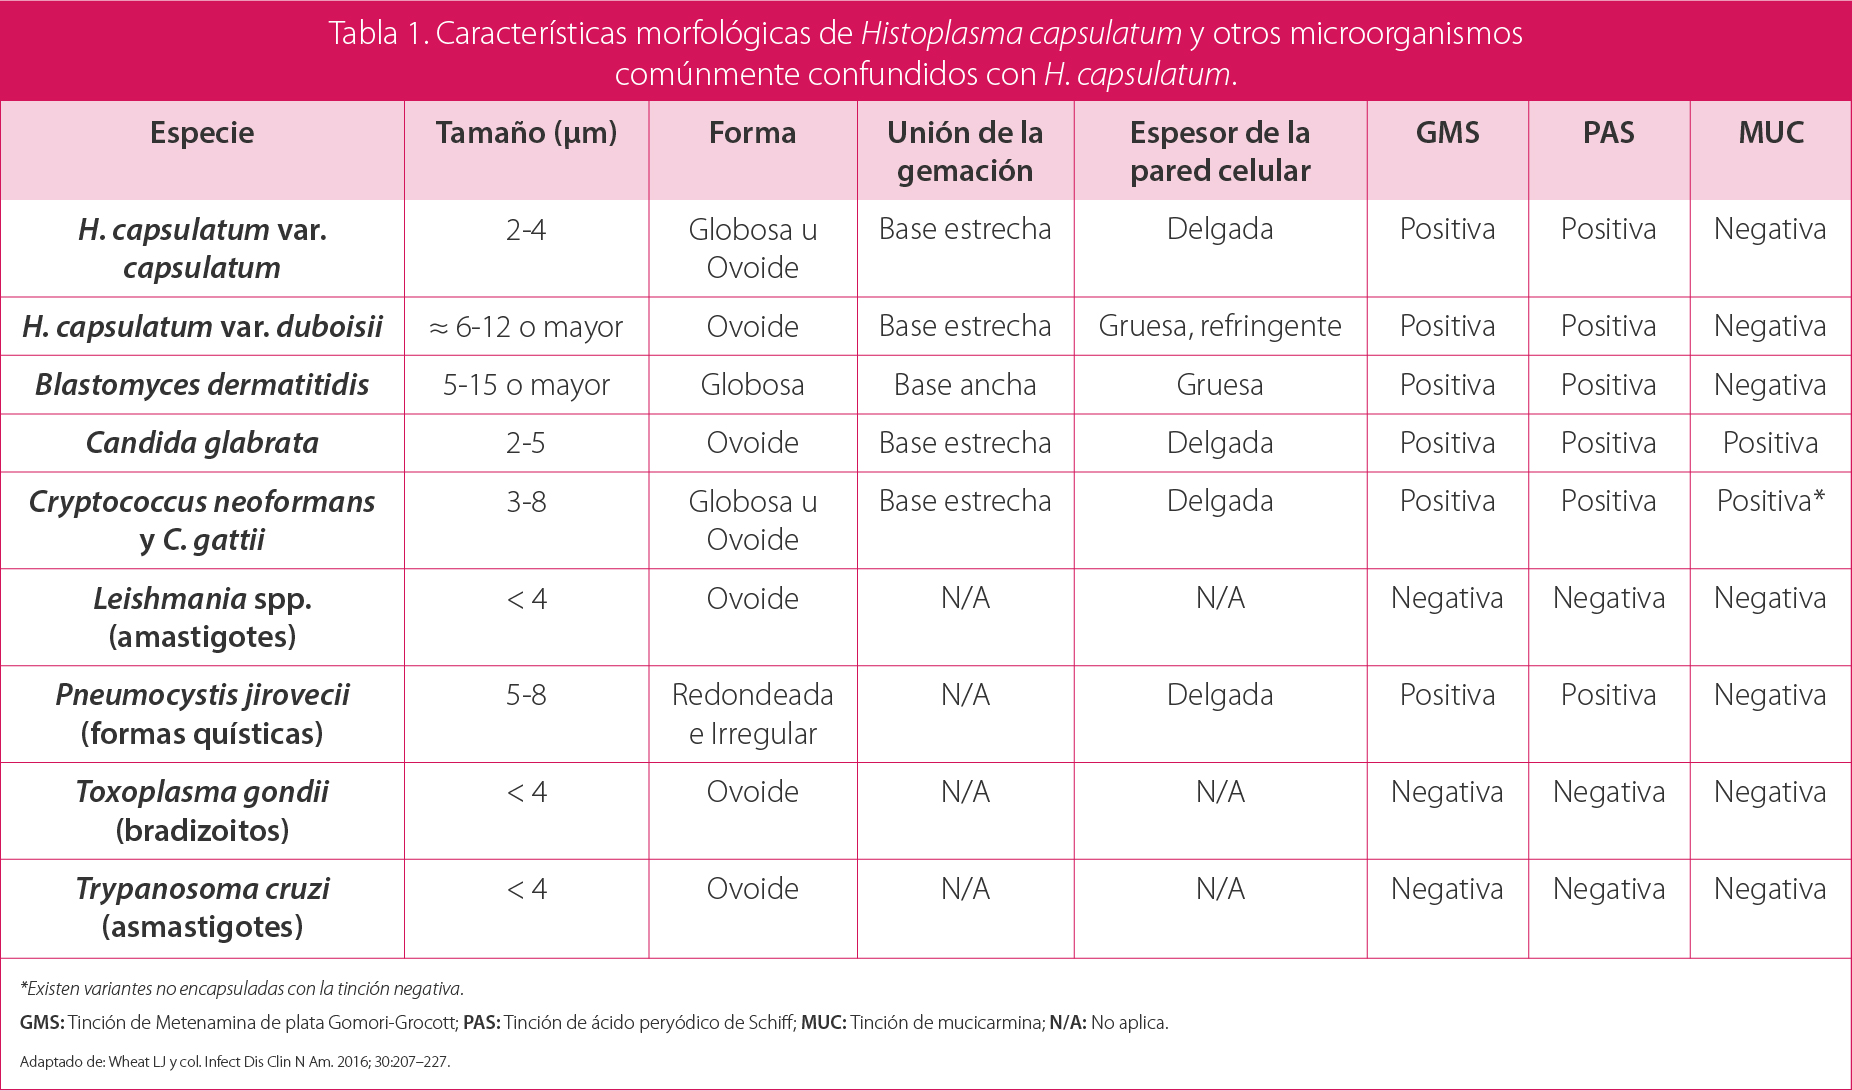 Tabla 1. Características morfológicas de Histoplasma capsulatum y otros microorganismos
comúnmente confundidos con H. capsulatum.
Especie Tamaño (µm) Forma Unión de la gemación Espesor de la pared celular GMS PAS MUC
H. capsulatum var. capsulatum 2-4 Globosa u Ovoide Base estrecha Delgada Positiva Positiva Negativa
H. capsulatum var. duboisii ≈ 6-12 o mayor Ovoide Base estrecha Gruesa, refringente Positiva Positiva Negativa
Blastomyces dermatitidis 5-15 o mayor Globosa Base ancha Gruesa Positiva Positiva Negativa
Candida glabrata 2-5 Ovoide Base estrecha Delgada Positiva Positiva Positiva
Cryptococcus neoformans y C. gattii 3-8 Globosa u Ovoide Base estrecha Delgada Positiva Positiva Positiva*
Leishmania spp. (amastigotes) < 4 Ovoide N/A N/A Negativa Negativa Negativa
Pneumocystis jirovecii (formas quísticas) 5-8 Redondeada e Irregular N/A Delgada Positiva Positiva Negativa
Toxoplasma gondii (bradizoitos) < 4 Ovoide N/A N/A Negativa Negativa Negativa
Trypanosoma cruzi (asmastigotes) < 4 Ovoide N/A N/A Negativa Negativa Negativa
*Existen variantes no encapsuladas con la tinción negativa.
GMS: Tinción de Metenamina de plata Gomori-Grocott; PAS: Tinción de ácido peryódico de Schiff; MUC: Tinción de mucicarmina; N/A: No aplica.
Adaptado de: Wheat LJ y col. Infect Dis Clin N Am. 2016; 30:207–227.